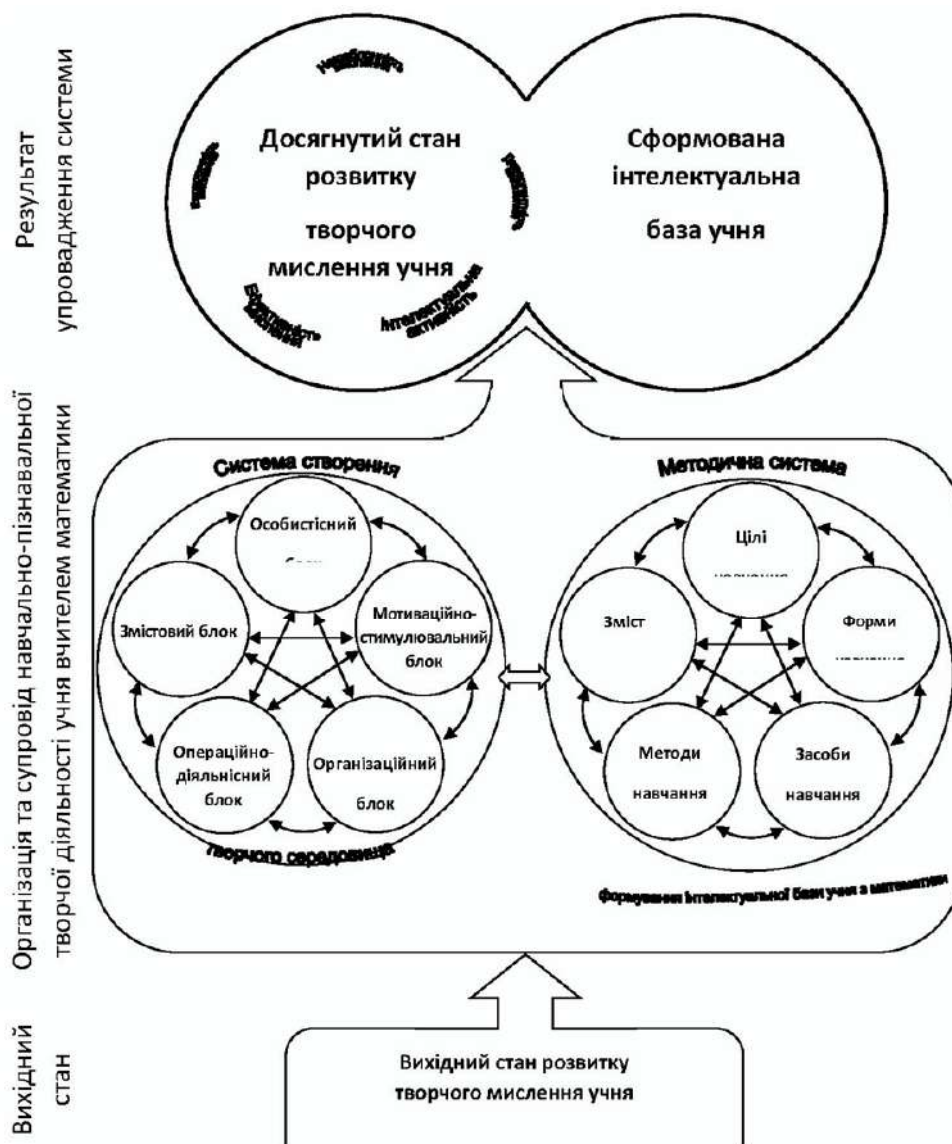 Результат
упровадження системи
Досягнутий стан
розвитку
творчого
мислення учня
Інтелектуальна
активність
Сформована
інтелектуальна
база учня
Організація та супровід навчально-пізнавальної
творчої діяльності учня вчителем математики
Система створення
Особистісний
Змістовий блок
Мотиваційно-
стимулювальний
блок
Операційно-
діяльнісний
блок
Організаційний
блок
творчого середовища
Методична система
Цілі
Зміст
Форми
Методи
навчання
Засоби
навчання
формування інтелектуальної бази учня з математики
Вихідний
стан
Вихідний стан розвитку
творчого мислення учня